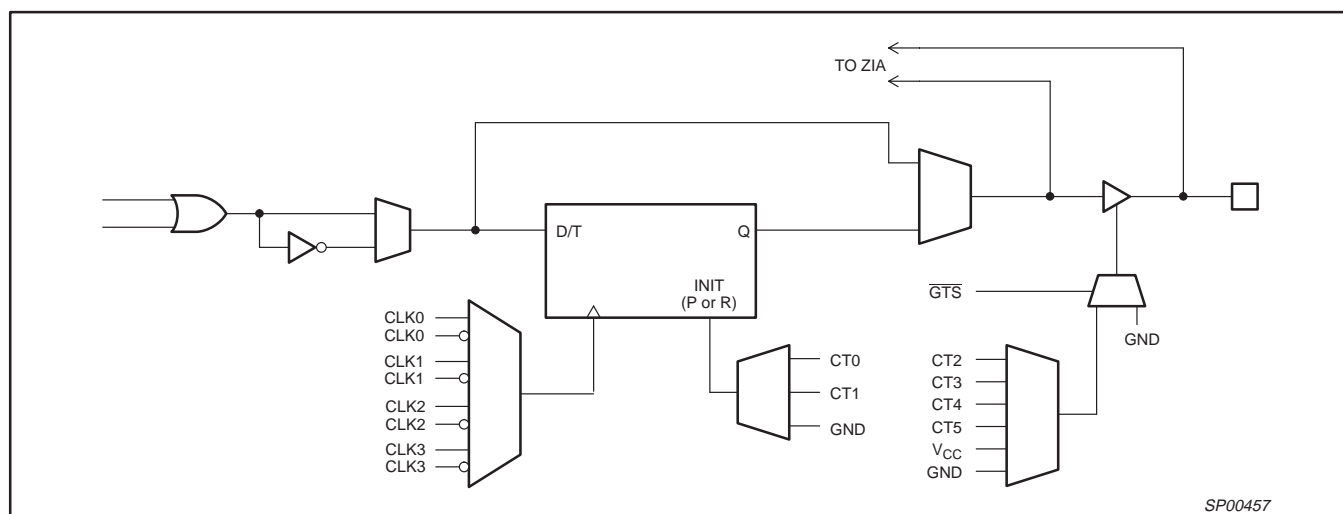 TO ZIA
D/T
Q
INIT
(P or R)
GTS
GND
CLK0
CLK0
CLK1
CLK1
CLK2
CLK2
CLK3
CLK3
CT0
CT1
GND
CT2
CT3
CT4
CT5
VCC
GND
SP00457